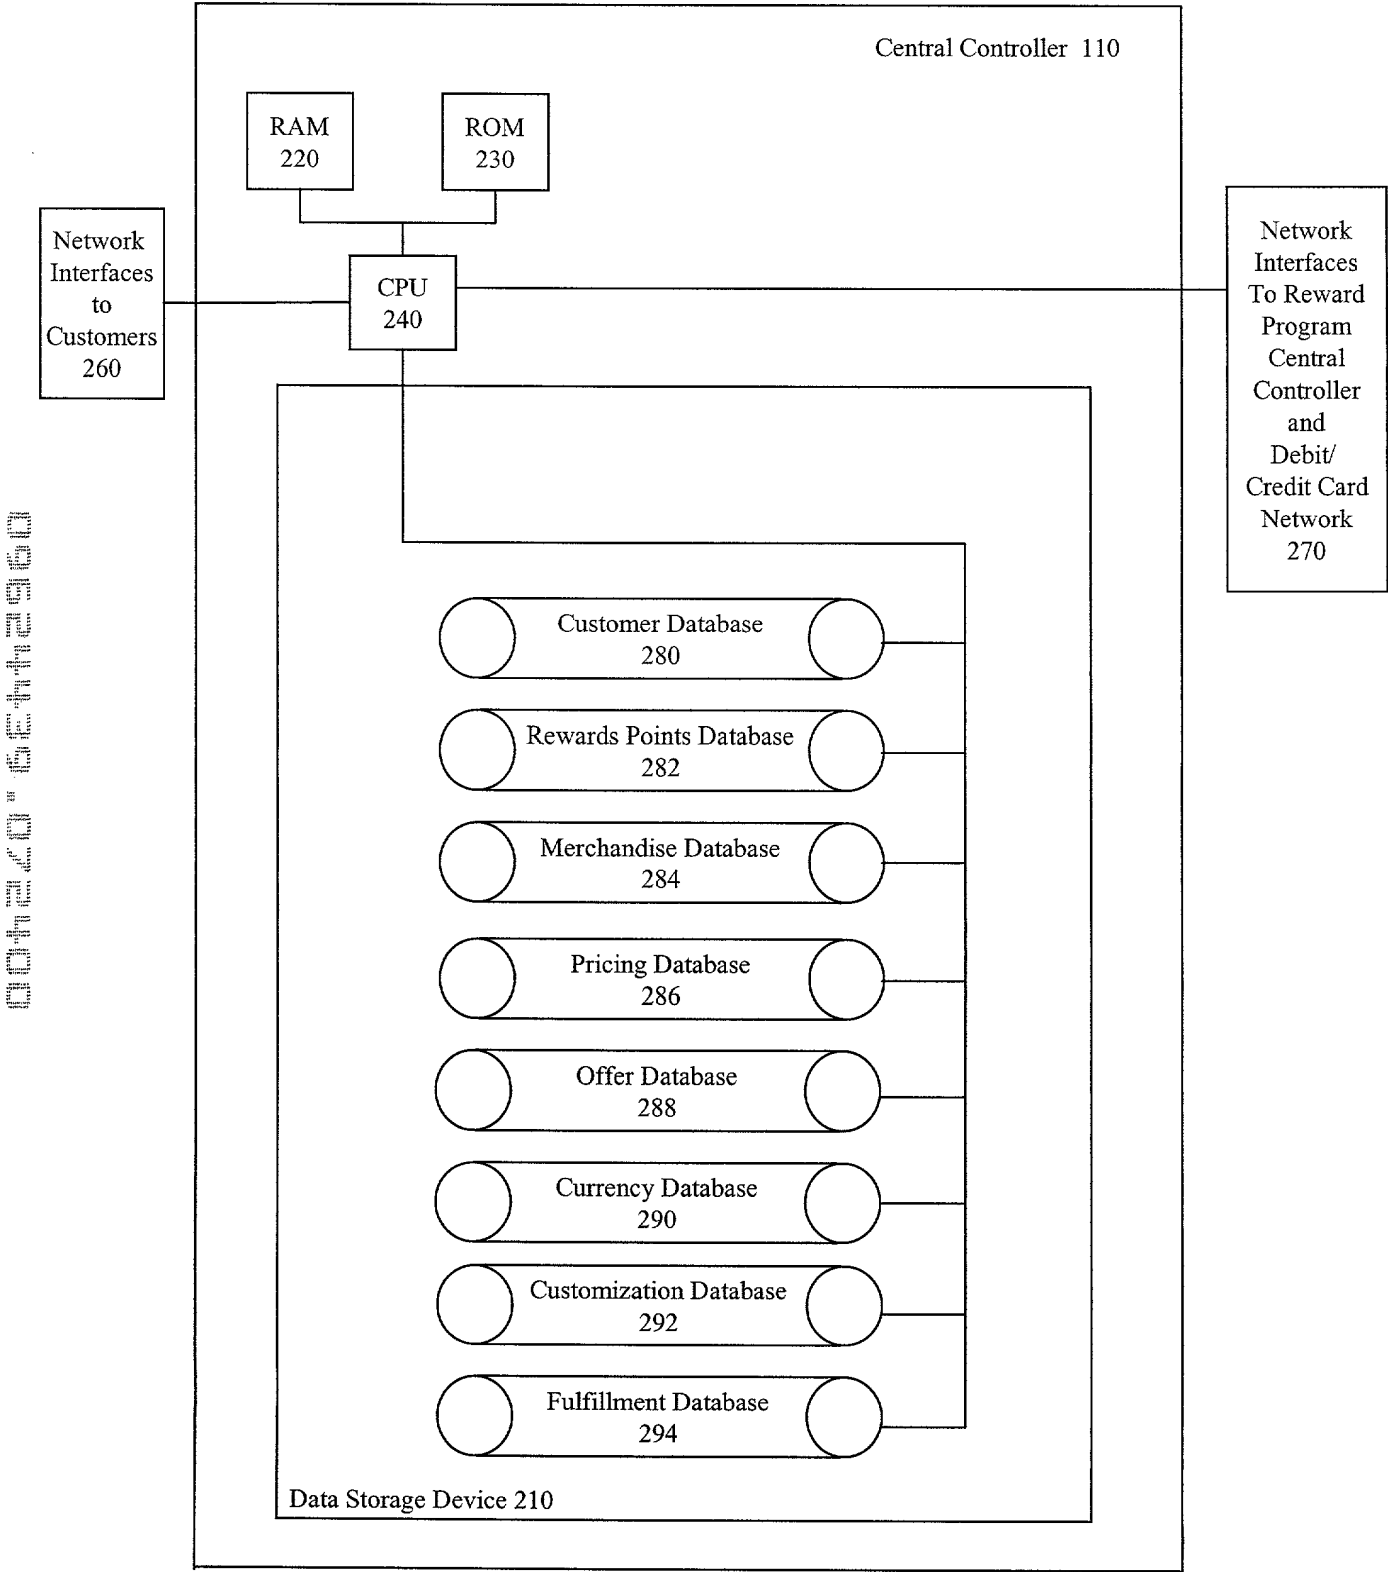 Central Controller 110
RAM
220
ROM
230
Network
Interfaces
to
Customers
260
CPU
240
Network
Interfaces
To Reward
Program
Central
Controller
and
Debit/
Credit Card
Network
270
Customer Database
280
Rewards Points Database
282
Merchandise Database
284
Pricing Database
286
Offer Database
288
Currency Database
290
Customization Database
292
Fulfillment Database
294
Data Storage Device 210